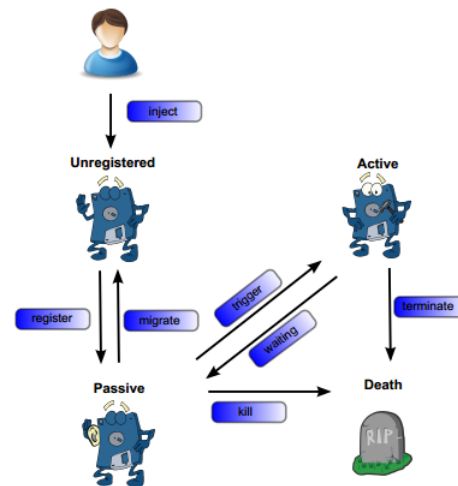 inject
Unregistered
Active
register
migrate
trigger
waiting
terminate
Passive
Death
kill
RIP